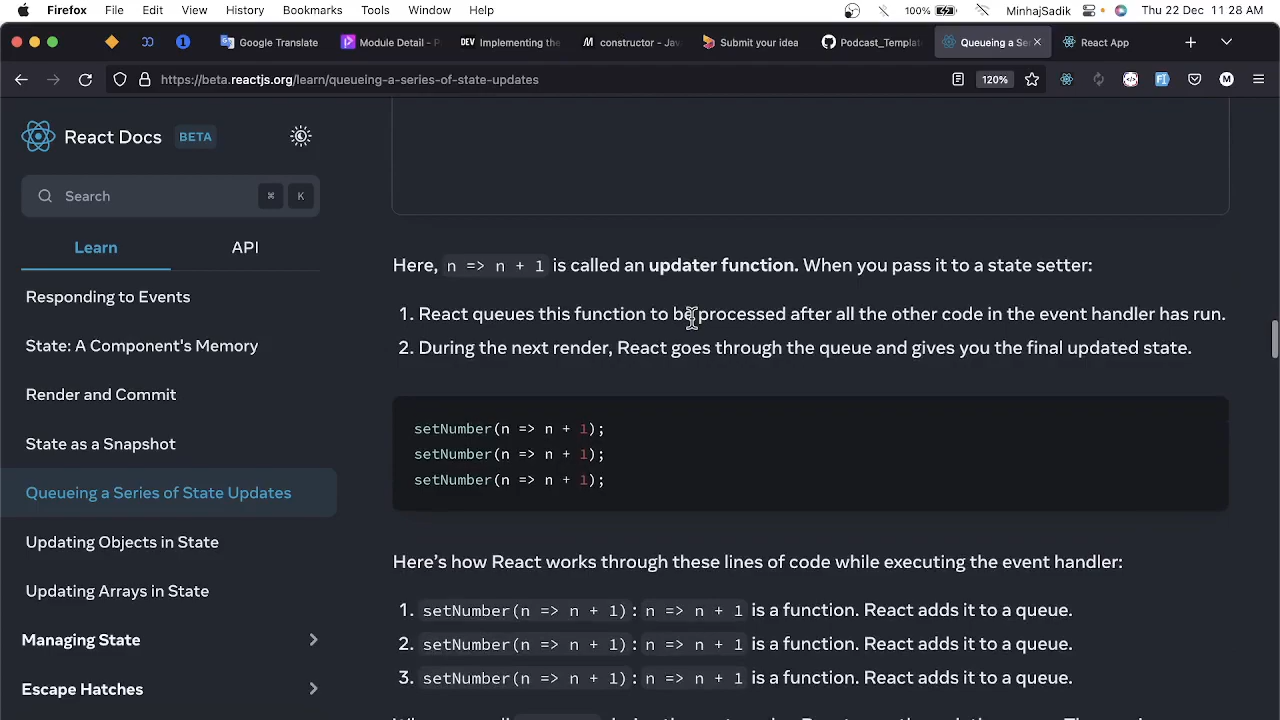 Firefox File Edit View History Bookmarks Tools Window Help 100% MinhajSadik Thu 22 Dec 11:28 AM
Google Translate Module Detail - P DEV Implementing the constructor - Jav Submit your idea Podcast_Templat Queueing a Se React App
https://beta.reactjs.org/learn/queueing-a-series-of-state-updates 120% M
React Docs BETA
Search ⌘ K
Learn API
Responding to Events
State: A Component's Memory
Render and Commit
State as a Snapshot
Queueing a Series of State Updates
Updating Objects in State
Updating Arrays in State
Managing State
Escape Hatches
Here, n => n + 1 is called an updater function. When you pass it to a state setter:
1. React queues this function to be processed after all the other code in the event handler has run.
2. During the next render, React goes through the queue and gives you the final updated state.
setNumber(n => n + 1);
setNumber(n => n + 1);
setNumber(n => n + 1);
Here's how React works through these lines of code while executing the event handler:
1. setNumber(n => n + 1): n => n + 1 is a function. React adds it to a queue.
2. setNumber(n => n + 1): n => n + 1 is a function. React adds it to a queue.
3. setNumber(n => n + 1): n => n + 1 is a function. React adds it to a queue.